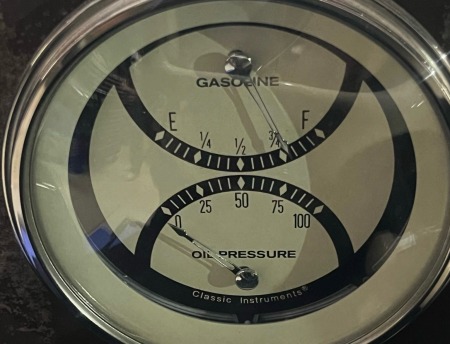 GASOLINE
E F
¼ ½ ¾
0 25 50 75 100
OIL PRESSURE
Classic Instruments®